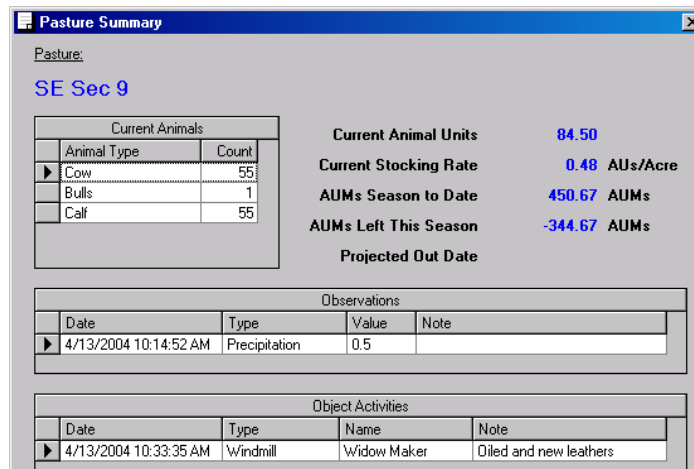 Pasture Summary
Pasture:
SE Sec 9
Current Animals
Animal Type Count
Cow 55
Bulls 1
Calf 55
Current Animal Units 84.50
Current Stocking Rate 0.48 AUs/Acre
AUMs Season to Date 450.67 AUMs
AUMs Left This Season -344.67 AUMs
Projected Out Date
Observations
Date Type Value Note
4/13/2004 10:14:52 AM Precipitation 0.5
Object Activities
Date Type Name Note
4/13/2004 10:33:35 AM Windmill Widow Maker Oiled and new leathers